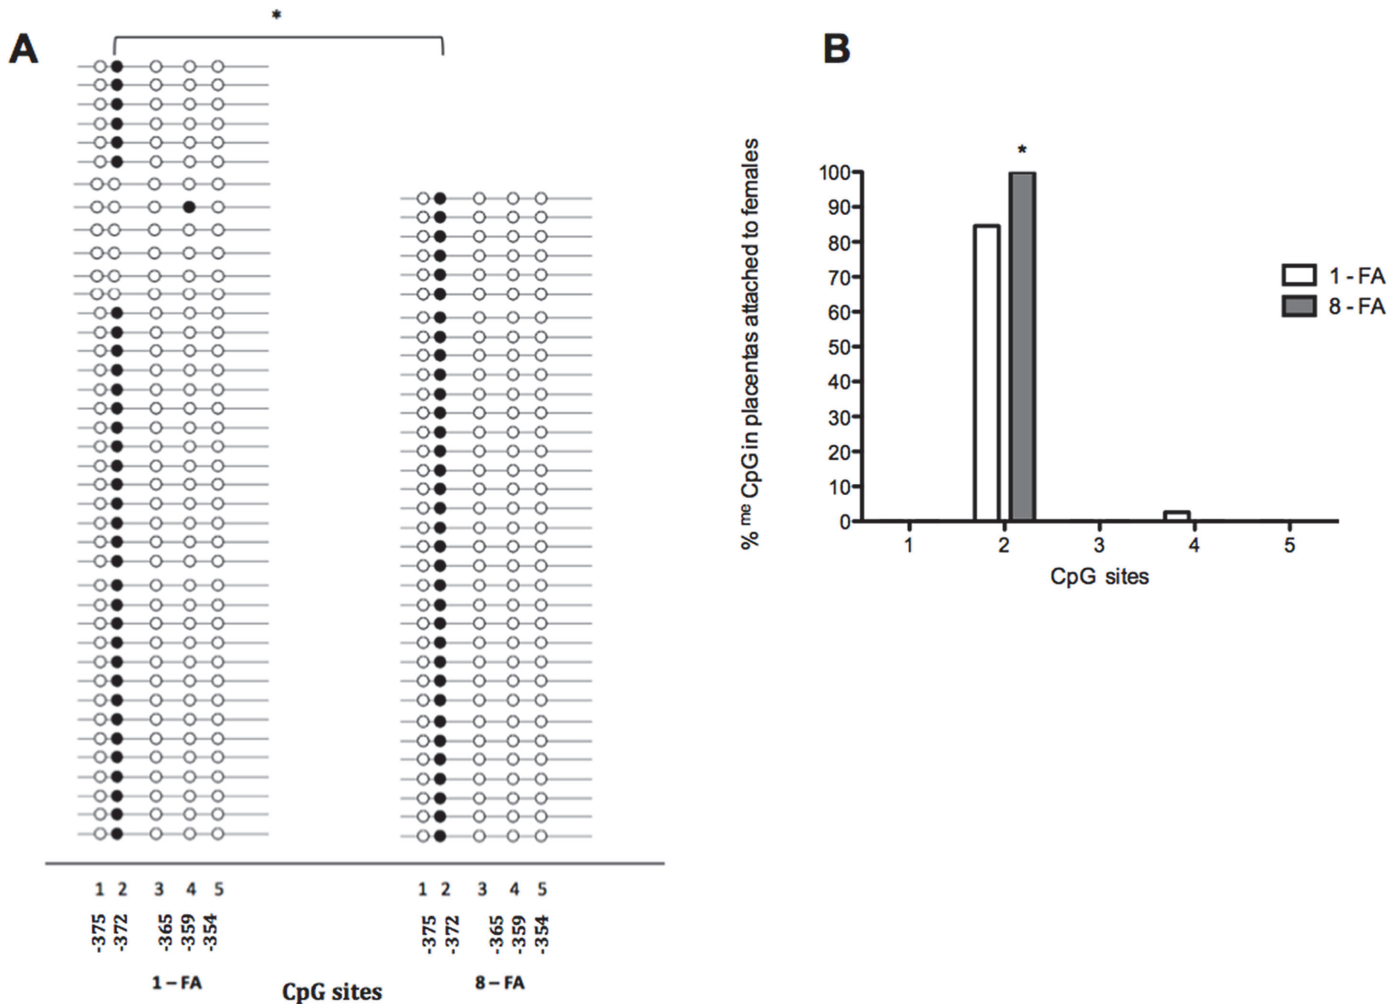 A
*
1 2 3 4 5
-375 -372 -365 -359 -354
1 – FA
1 2 3 4 5
-375 -372 -365 -359 -354
8 – FA
CpG sites
B
*
% me CpG in placentas attached to females
100
90
80
70
60
50
40
30
20
10
0
1 2 3 4 5
CpG sites
1 - FA
8 - FA